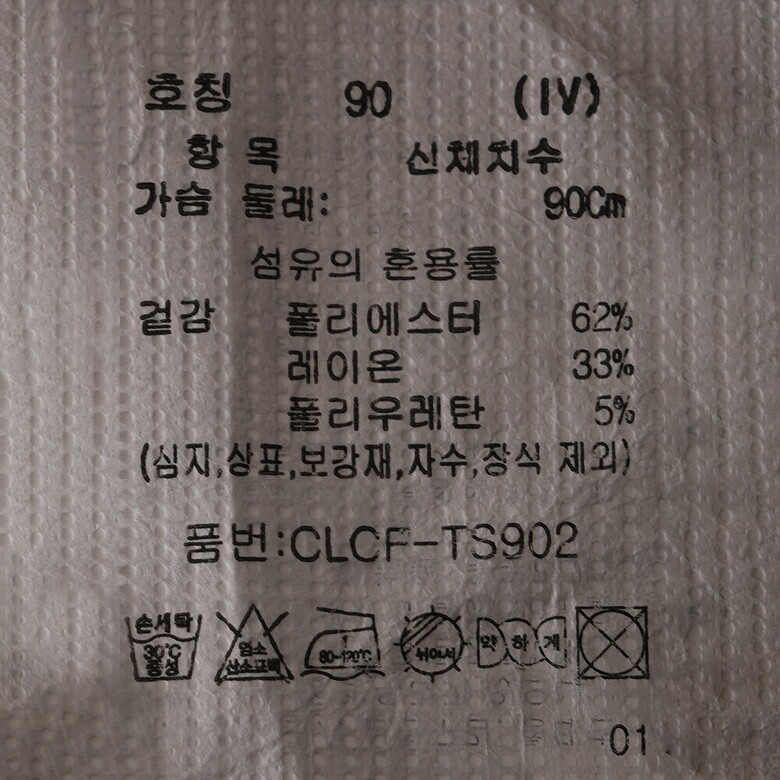 호칭 90 (IV)
항 목 신체치수
가슴 둘레: 90Cm
섬유의 혼용률
겉감 폴리에스터 62%
레이온 33%
폴리우레탄 5%
(심지,상표,보강재,자수,장식 제외)
품번:CLCF-TS902
손세탁 30℃ 중성
염소 산소표백
80~120℃
뉘어서
약 하 게
01